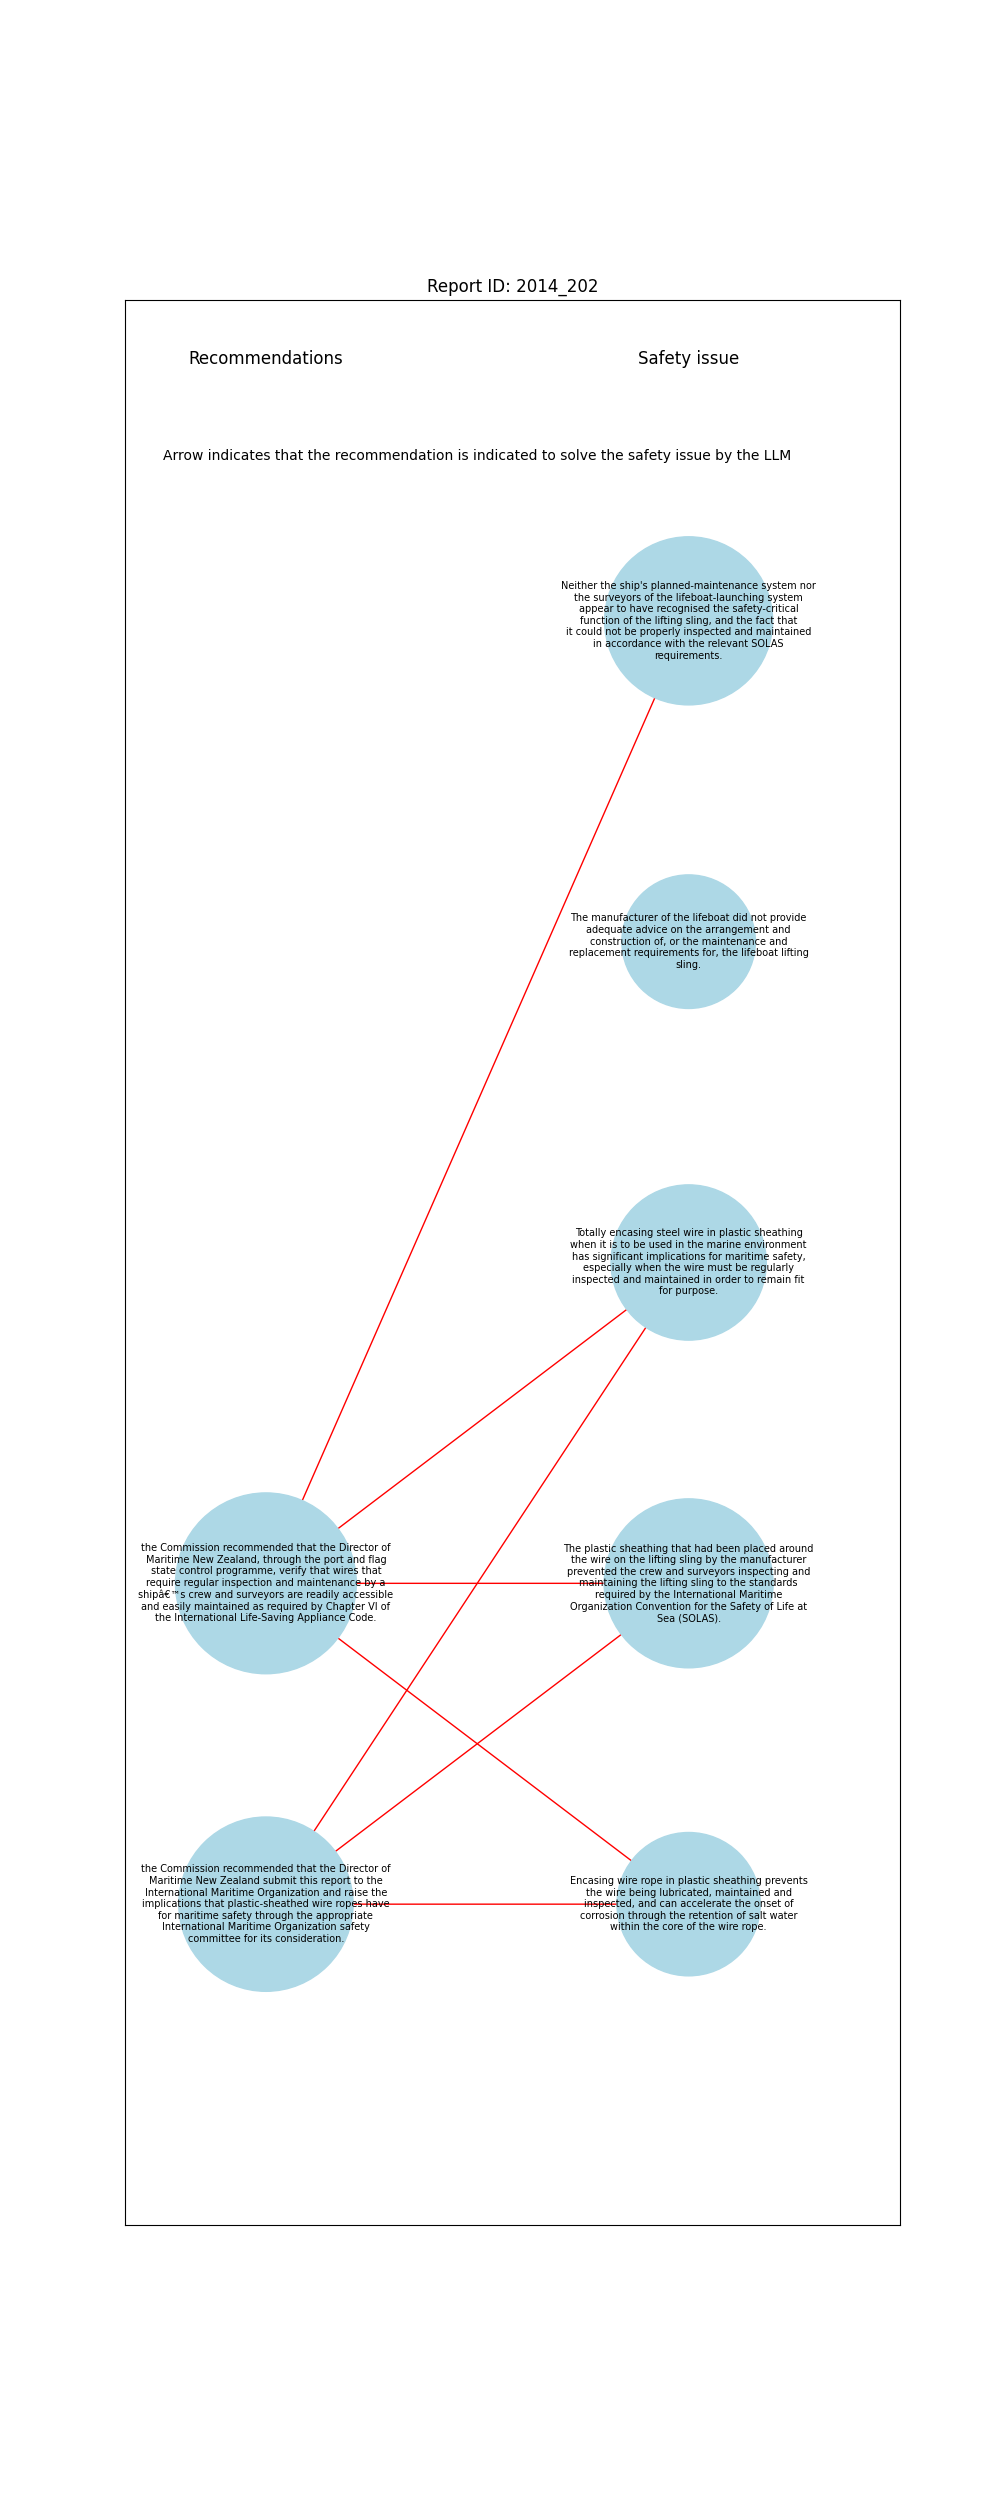 Report ID: 2014_202
Recommendations
Safety issue
Arrow indicates that the recommendation is indicated to solve the safety issue by the LLM
Neither the ship's planned-maintenance system nor
the surveyors of the lifeboat-launching system
appear to have recognised the safety-critical
function of the lifting sling, and the fact that
it could not be properly inspected and maintained
in accordance with the relevant SOLAS
requirements.
The manufacturer of the lifeboat did not provide
adequate advice on the arrangement and
construction of, or the maintenance and
replacement requirements for, the lifeboat lifting
sling.
Totally encasing steel wire in plastic sheathing
when it is to be used in the marine environment
has significant implications for maritime safety,
especially when the wire must be regularly
inspected and maintained in order to remain fit
for purpose.
the Commission recommended that the Director of
Maritime New Zealand, through the port and flag
state control programme, verify that wires that
require regular inspection and maintenance by a
shipâ€™s crew and surveyors are readily accessible
and easily maintained as required by Chapter VI of
the International Life-Saving Appliance Code.
The plastic sheathing that had been placed around
the wire on the lifting sling by the manufacturer
prevented the crew and surveyors inspecting and
maintaining the lifting sling to the standards
required by the International Maritime
Organization Convention for the Safety of Life at
Sea (SOLAS).
the Commission recommended that the Director of
Maritime New Zealand submit this report to the
International Maritime Organization and raise the
implications that plastic-sheathed wire ropes have
for maritime safety through the appropriate
International Maritime Organization safety
committee for its consideration.
Encasing wire rope in plastic sheathing prevents
the wire being lubricated, maintained and
inspected, and can accelerate the onset of
corrosion through the retention of salt water
within the core of the wire rope.